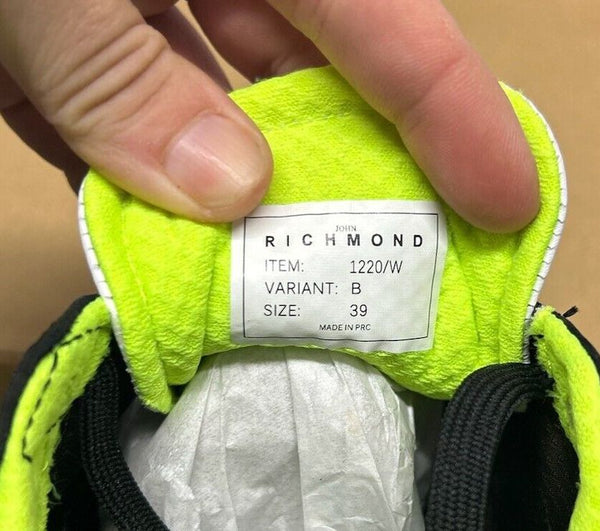 JOHN
RICHMOND
ITEM: 1220/W
VARIANT: B
SIZE: 39
MADE IN PRC